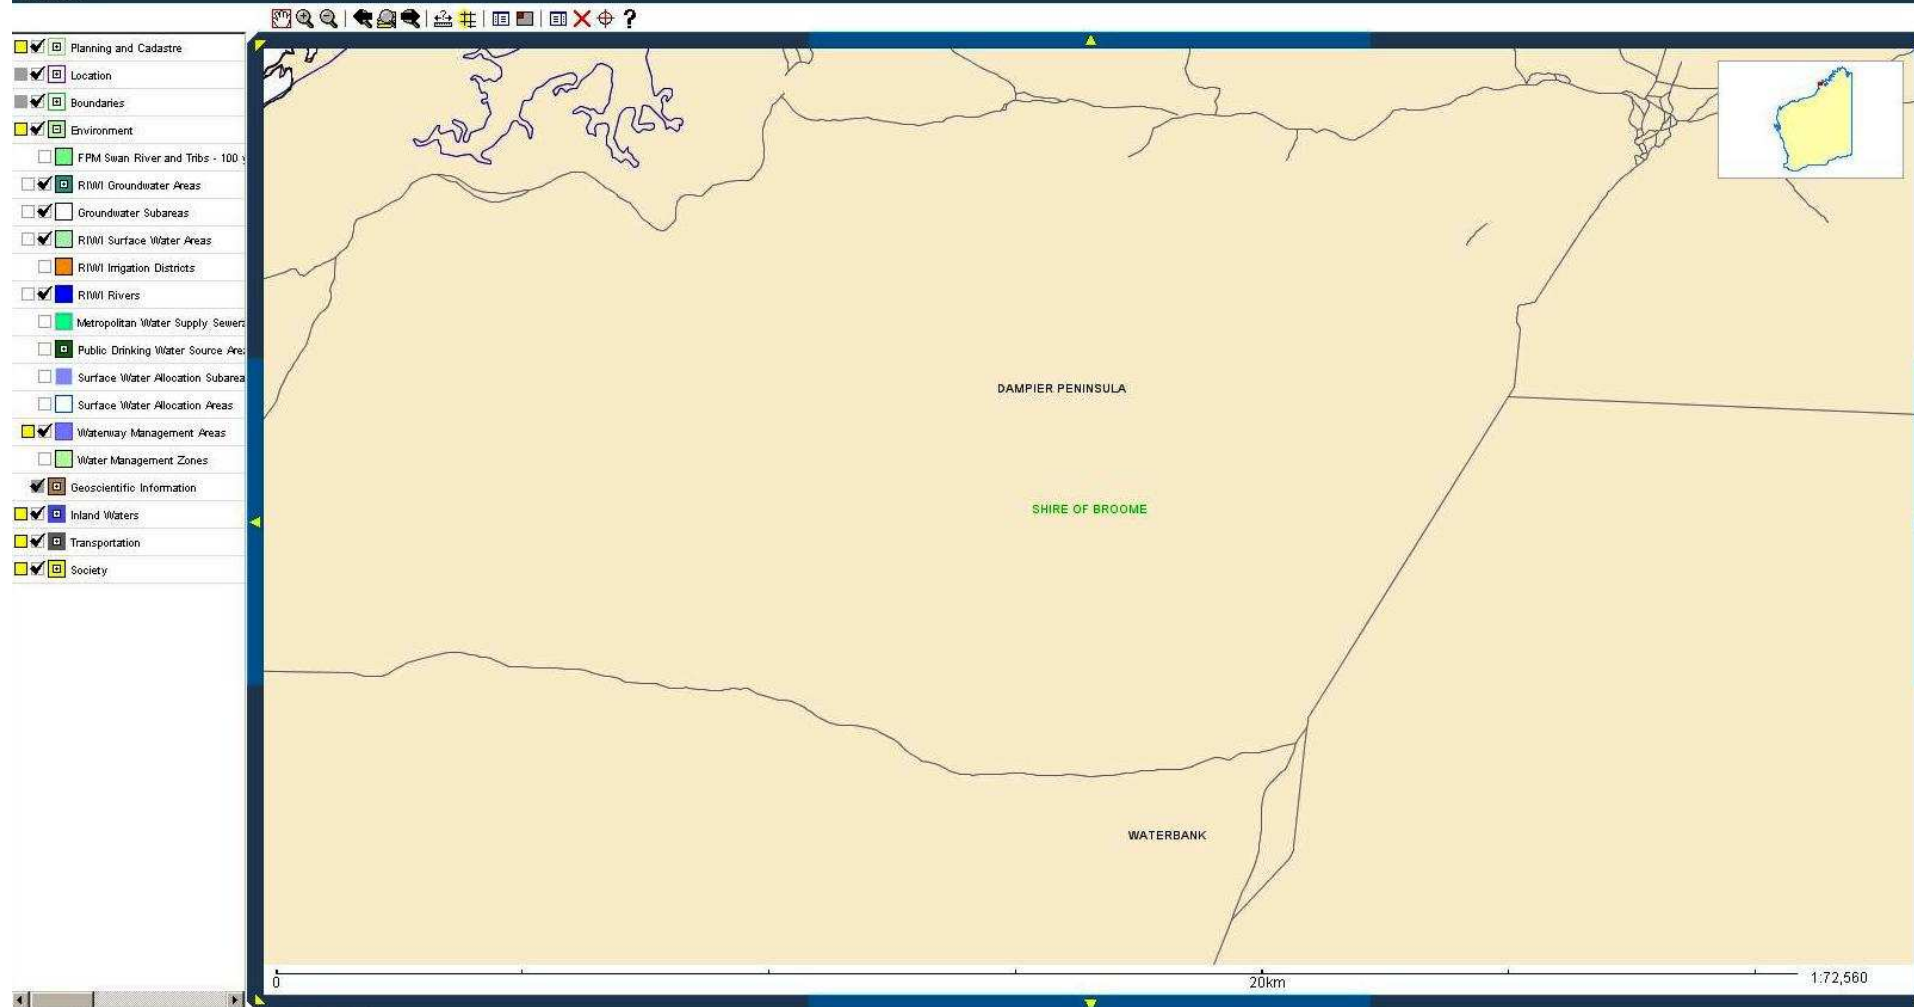 Planning and Cadastre
Location
Boundaries
Environment
FPM Swan River and Tribs - 100
RIWI Groundwater Areas
Groundwater Subareas
RIWI Surface Water Areas
RIWI Irrigation Districts
RIWI Rivers
Metropolitan Water Supply Sewer
Public Drinking Water Source Are
Surface Water Allocation Subarea
Surface Water Allocation Areas
Waterway Management Areas
Water Management Zones
Geoscientific Information
Inland Waters
Transportation
Society
DAMPIER PENINSULA
SHIRE OF BROOME
WATERBANK
0 20km 1:72,560